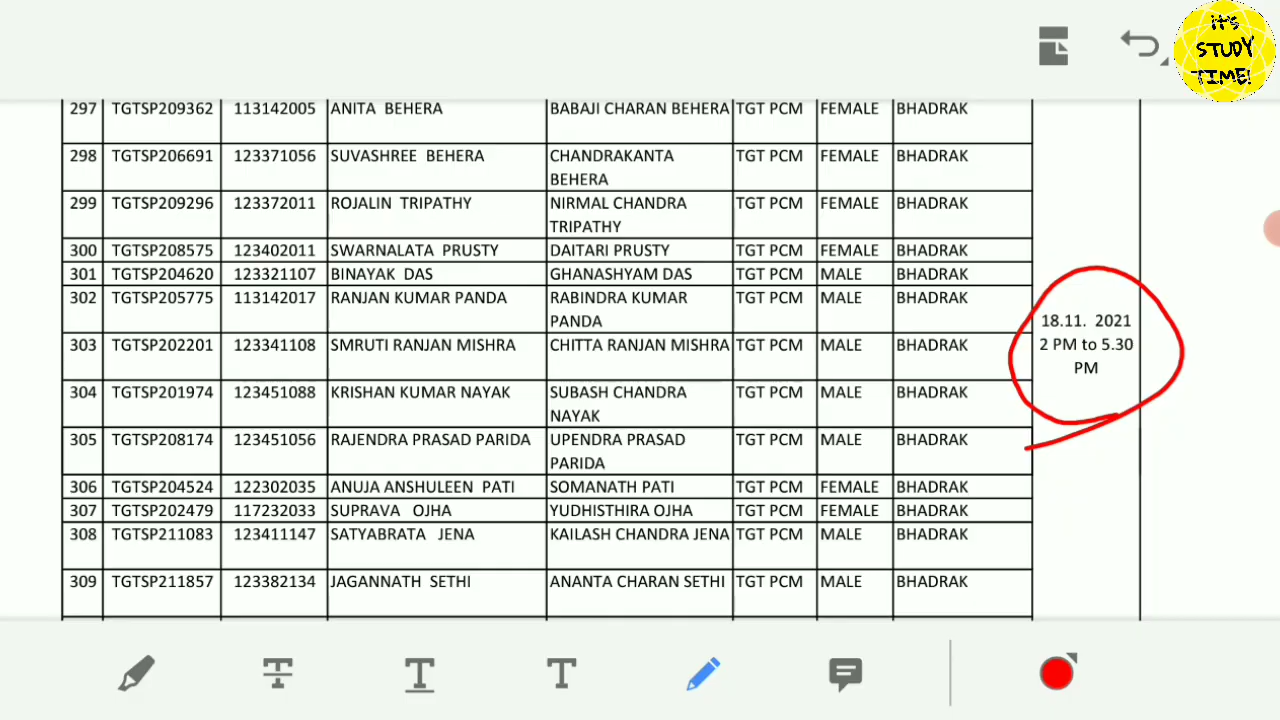 it's
STUDY
TIME!
297 TGTSP209362 113142005 ANITA BEHERA BABAJI CHARAN BEHERA TGT PCM FEMALE BHADRAK
298 TGTSP206691 123371056 SUVASHREE BEHERA CHANDRAKANTA TGT PCM FEMALE BHADRAK
BEHERA
299 TGTSP209296 123372011 ROJALIN TRIPATHY NIRMAL CHANDRA TGT PCM FEMALE BHADRAK
TRIPATHY
300 TGTSP208575 123402011 SWARNALATA PRUSTY DAITARI PRUSTY TGT PCM FEMALE BHADRAK
301 TGTSP204620 123321107 BINAYAK DAS GHANASHYAM DAS TGT PCM MALE BHADRAK
302 TGTSP205775 113142017 RANJAN KUMAR PANDA RABINDRA KUMAR TGT PCM MALE BHADRAK
PANDA 18.11. 2021
303 TGTSP202201 123341108 SMRUTI RANJAN MISHRA CHITTA RANJAN MISHRA TGT PCM MALE BHADRAK 2 PM to 5.30
PM
304 TGTSP201974 123451088 KRISHAN KUMAR NAYAK SUBASH CHANDRA TGT PCM MALE BHADRAK
NAYAK
305 TGTSP208174 123451056 RAJENDRA PRASAD PARIDA UPENDRA PRASAD TGT PCM MALE BHADRAK
PARIDA
306 TGTSP204524 122302035 ANUJA ANSHULEEN PATI SOMANATH PATI TGT PCM FEMALE BHADRAK
307 TGTSP202479 117232033 SUPRAVA OJHA YUDHISTHIRA OJHA TGT PCM FEMALE BHADRAK
308 TGTSP211083 123411147 SATYABRATA JENA KAILASH CHANDRA JENA TGT PCM MALE BHADRAK
309 TGTSP211857 123382134 JAGANNATH SETHI ANANTA CHARAN SETHI TGT PCM MALE BHADRAK